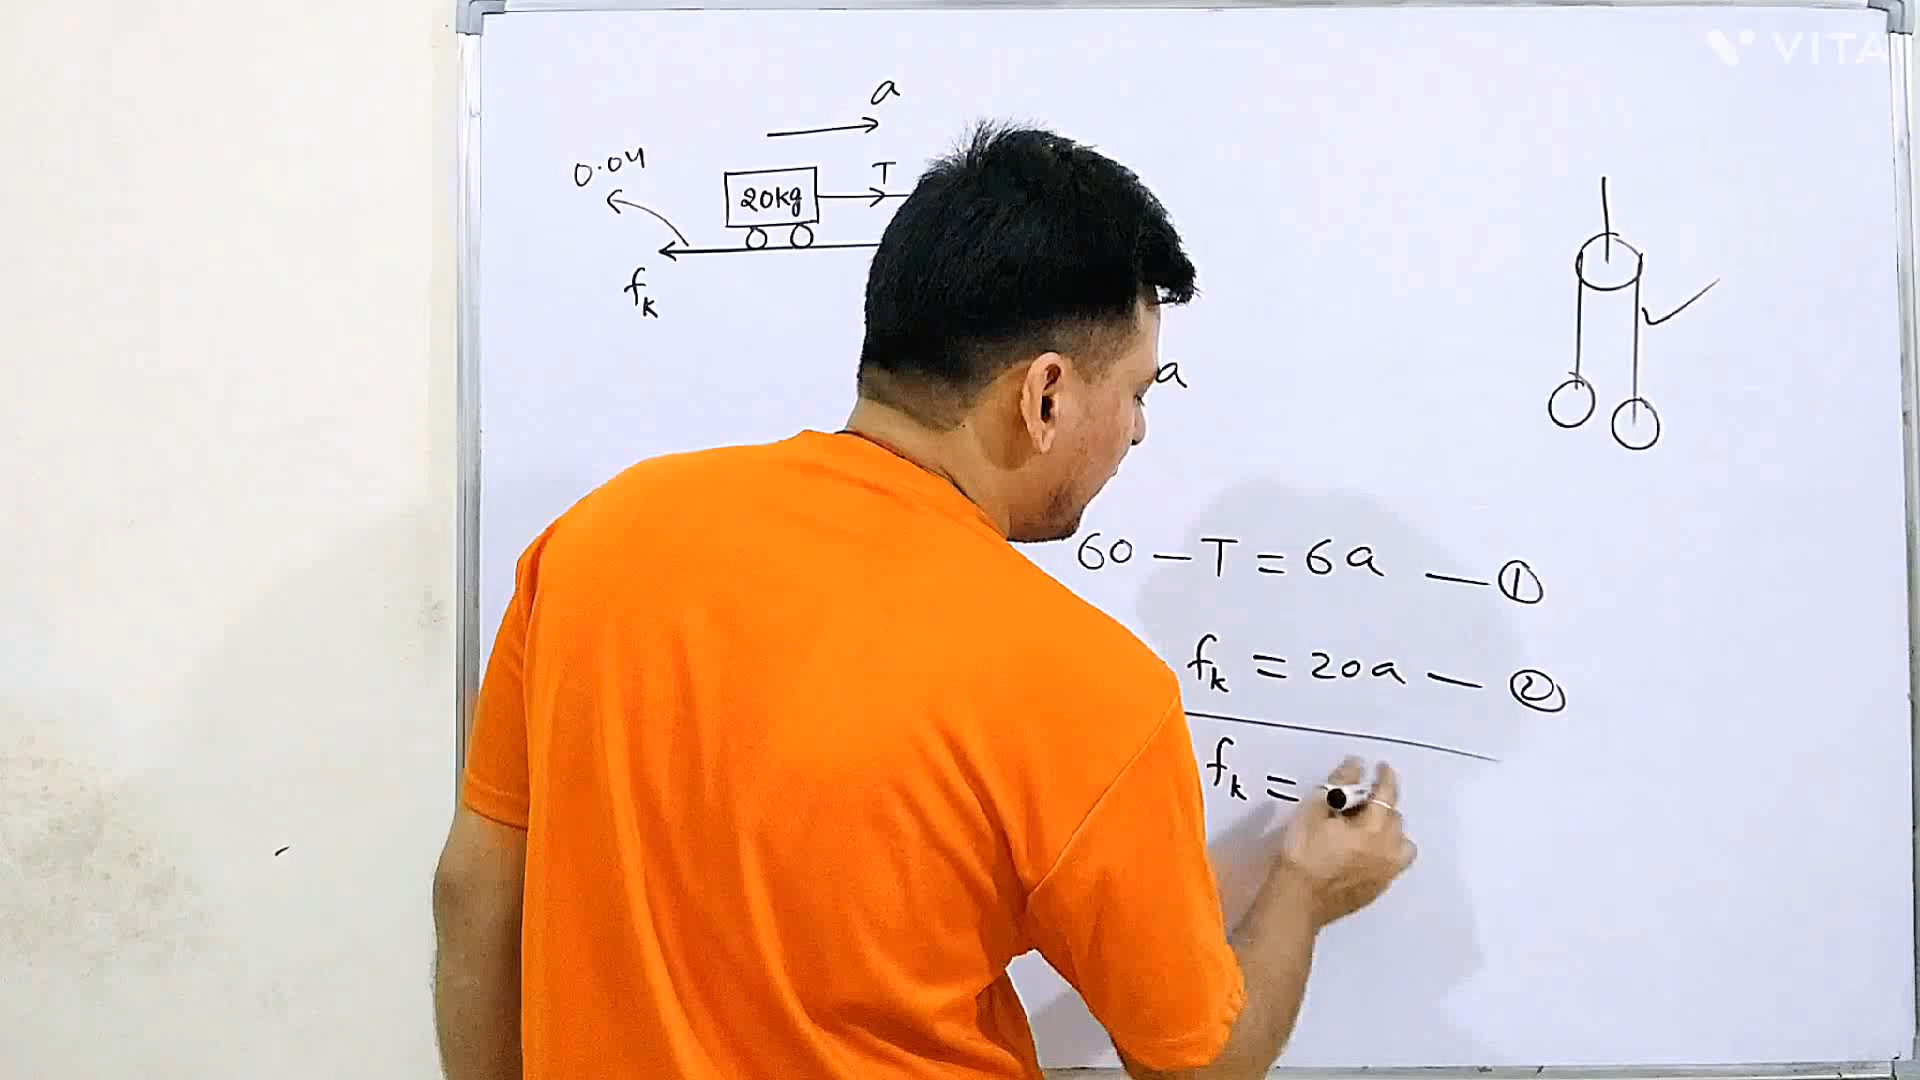 VITA
a
0.04
T
20kg
fk
a
60 – T = 6a — ①
fk = 20a — ②
fk =